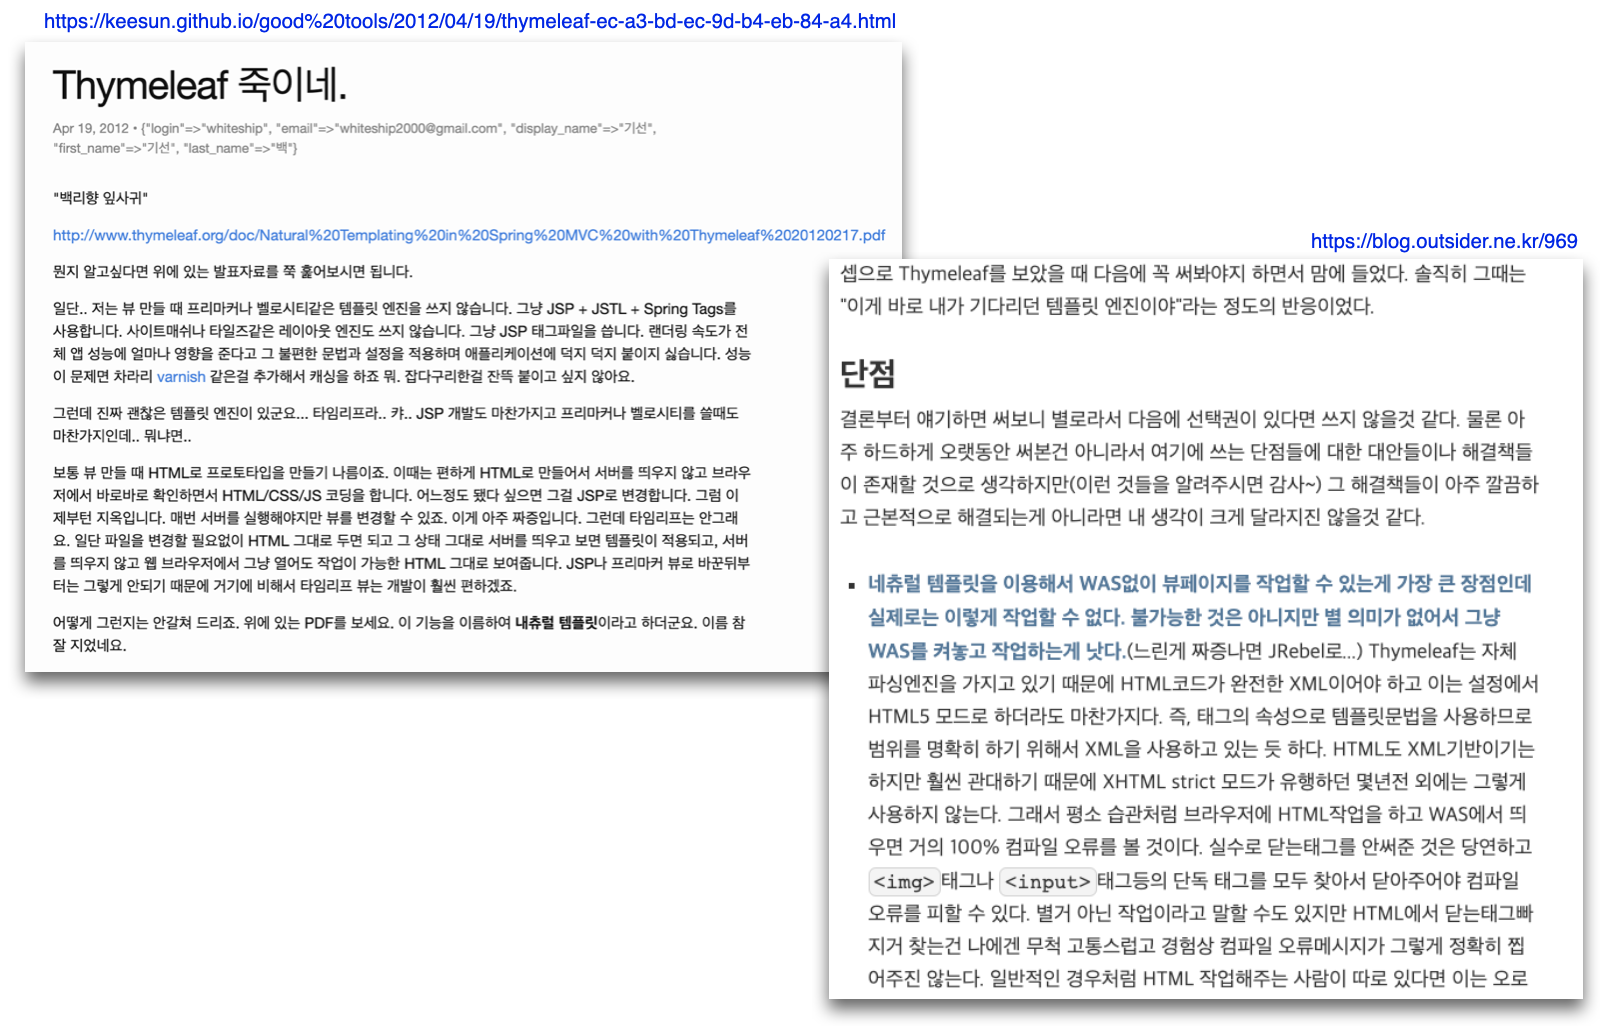 https://keesun.github.io/good%20tools/2012/04/19/thymeleaf-ec-a3-bd-ec-9d-b4-eb-84-a4.html
Thymeleaf 죽이네.
Apr 19, 2012 • {"login"=>"whiteship", "email"=>"whiteship2000@gmail.com", "display_name"=>"기선",
"first_name"=>"기선", "last_name"=>"백"}
"백리향 잎사귀"
http://www.thymeleaf.org/doc/Natural%20Templating%20in%20Spring%20MVC%20with%20Thymeleaf%2020120217.pdf
뭔지 알고싶다면 위에 있는 발표자료를 쭉 훑어보시면 됩니다.
일단.. 저는 뷰 만들 때 프리마커나 벨로시티같은 템플릿 엔진을 쓰지 않습니다. 그냥 JSP + JSTL + Spring Tags를
사용합니다. 사이트매쉬나 타일즈같은 레이아웃 엔진도 쓰지 않습니다. 그냥 JSP 태그파일을 씁니다. 랜더링 속도가 전
체 앱 성능에 얼마나 영향을 준다고 그 불편한 문법과 설정을 적용하며 애플리케이션에 덕지 덕지 붙이지 싫습니다. 성능
이 문제면 차라리 varnish 같은걸 추가해서 캐싱을 하죠 뭐. 잡다구리한걸 잔뜩 붙이고 싶지 않아요.
그런데 진짜 괜찮은 템플릿 엔진이 있군요... 타임리프라.. 캬.. JSP 개발도 마찬가지고 프리마커나 벨로시티를 쓸때도
마찬가지인데.. 뭐냐면..
보통 뷰 만들 때 HTML로 프로토타입을 만들기 나름이죠. 이때는 편하게 HTML로 만들어서 서버를 띄우지 않고 브라우
저에서 바로바로 확인하면서 HTML/CSS/JS 코딩을 합니다. 어느정도 됐다 싶으면 그걸 JSP로 변경합니다. 그럼 이
제부턴 지옥입니다. 매번 서버를 실행해야지만 뷰를 변경할 수 있죠. 이게 아주 짜증입니다. 그런데 타임리프는 안그래
요. 일단 파일을 변경할 필요없이 HTML 그대로 두면 되고 그 상태 그대로 서버를 띄우고 보면 템플릿이 적용되고, 서버
를 띄우지 않고 웹 브라우저에서 그냥 열어도 작업이 가능한 HTML 그대로 보여줍니다. JSP나 프리마커 뷰로 바꾼뒤부
터는 그렇게 안되기 때문에 거기에 비해서 타임리프 뷰는 개발이 훨씬 편하겠죠.
어떻게 그런지는 안갈쳐 드리죠. 위에 있는 PDF를 보세요. 이 기능을 이름하여 내츄럴 템플릿이라고 하더군요. 이름 참
잘 지었네요.
https://blog.outsider.ne.kr/969
셉으로 Thymeleaf를 보았을 때 다음에 꼭 써봐야지 하면서 맘에 들었다. 솔직히 그때는
"이게 바로 내가 기다리던 템플릿 엔진이야"라는 정도의 반응이었다.
단점
결론부터 얘기하면 써보니 별로라서 다음에 선택권이 있다면 쓰지 않을것 같다. 물론 아
주 하드하게 오랫동안 써본건 아니라서 여기에 쓰는 단점들에 대한 대안들이나 해결책들
이 존재할 것으로 생각하지만(이런 것들을 알려주시면 감사~) 그 해결책들이 아주 깔끔하
고 근본적으로 해결되는게 아니라면 내 생각이 크게 달라지진 않을것 같다.
▪ 네츄럴 템플릿을 이용해서 WAS없이 뷰페이지를 작업할 수 있는게 가장 큰 장점인데
실제로는 이렇게 작업할 수 없다. 불가능한 것은 아니지만 별 의미가 없어서 그냥
WAS를 켜놓고 작업하는게 낫다.(느린게 짜증나면 JRebel로...) Thymeleaf는 자체
파싱엔진을 가지고 있기 때문에 HTML코드가 완전한 XML이어야 하고 이는 설정에서
HTML5 모드로 하더라도 마찬가지다. 즉, 태그의 속성으로 템플릿문법을 사용하므로
범위를 명확히 하기 위해서 XML을 사용하고 있는 듯 하다. HTML도 XML기반이기는
하지만 훨씬 관대하기 때문에 XHTML strict 모드가 유행하던 몇년전 외에는 그렇게
사용하지 않는다. 그래서 평소 습관처럼 브라우저에 HTML작업을 하고 WAS에서 띄
우면 거의 100% 컴파일 오류를 볼 것이다. 실수로 닫는태그를 안써준 것은 당연하고
<img>태그나 <input>태그등의 단독 태그를 모두 찾아서 닫아주어야 컴파일
오류를 피할 수 있다. 별거 아닌 작업이라고 말할 수도 있지만 HTML에서 닫는태그빠
지거 찾는건 나에겐 무척 고통스럽고 경험상 컴파일 오류메시지가 그렇게 정확히 찝
어주진 않는다. 일반적인 경우처럼 HTML 작업해주는 사람이 따로 있다면 이는 오로